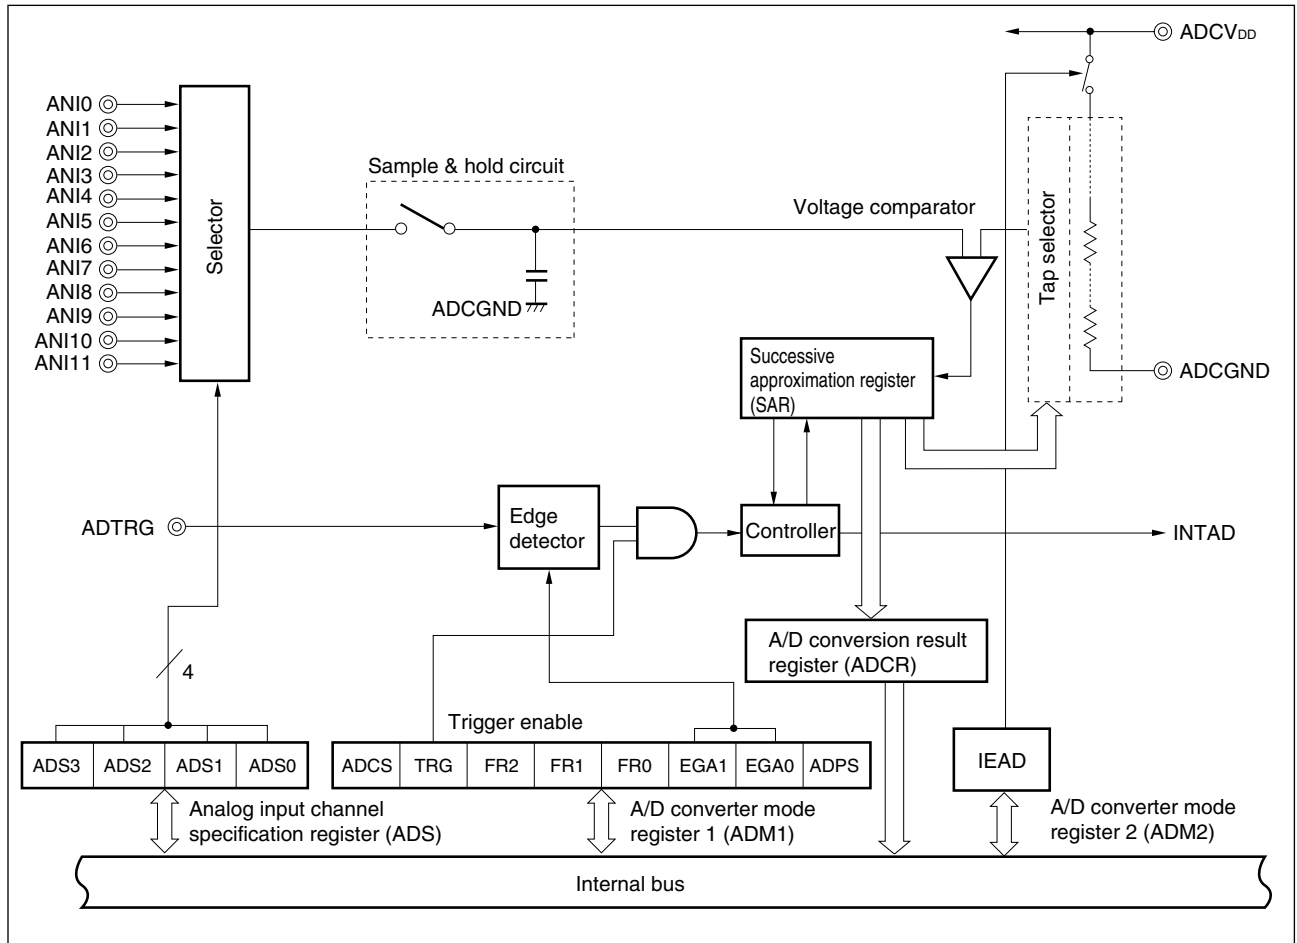 ADCVDD
ANI0
ANI1
ANI2
ANI3
ANI4
ANI5
ANI6
ANI7
ANI8
ANI9
ANI10
ANI11
Selector
Sample & hold circuit
ADCGND
Voltage comparator
Tap selector
ADCGND
Successive
approximation register
(SAR)
ADTRG
Edge
detector
Controller
INTAD
A/D conversion result
register (ADCR)
4
Trigger enable
ADS3 ADS2 ADS1 ADS0
ADCS TRG FR2 FR1 FR0 EGA1 EGA0 ADPS
IEAD
Analog input channel
specification register (ADS)
A/D converter mode
register 1 (ADM1)
A/D converter mode
register 2 (ADM2)
Internal bus